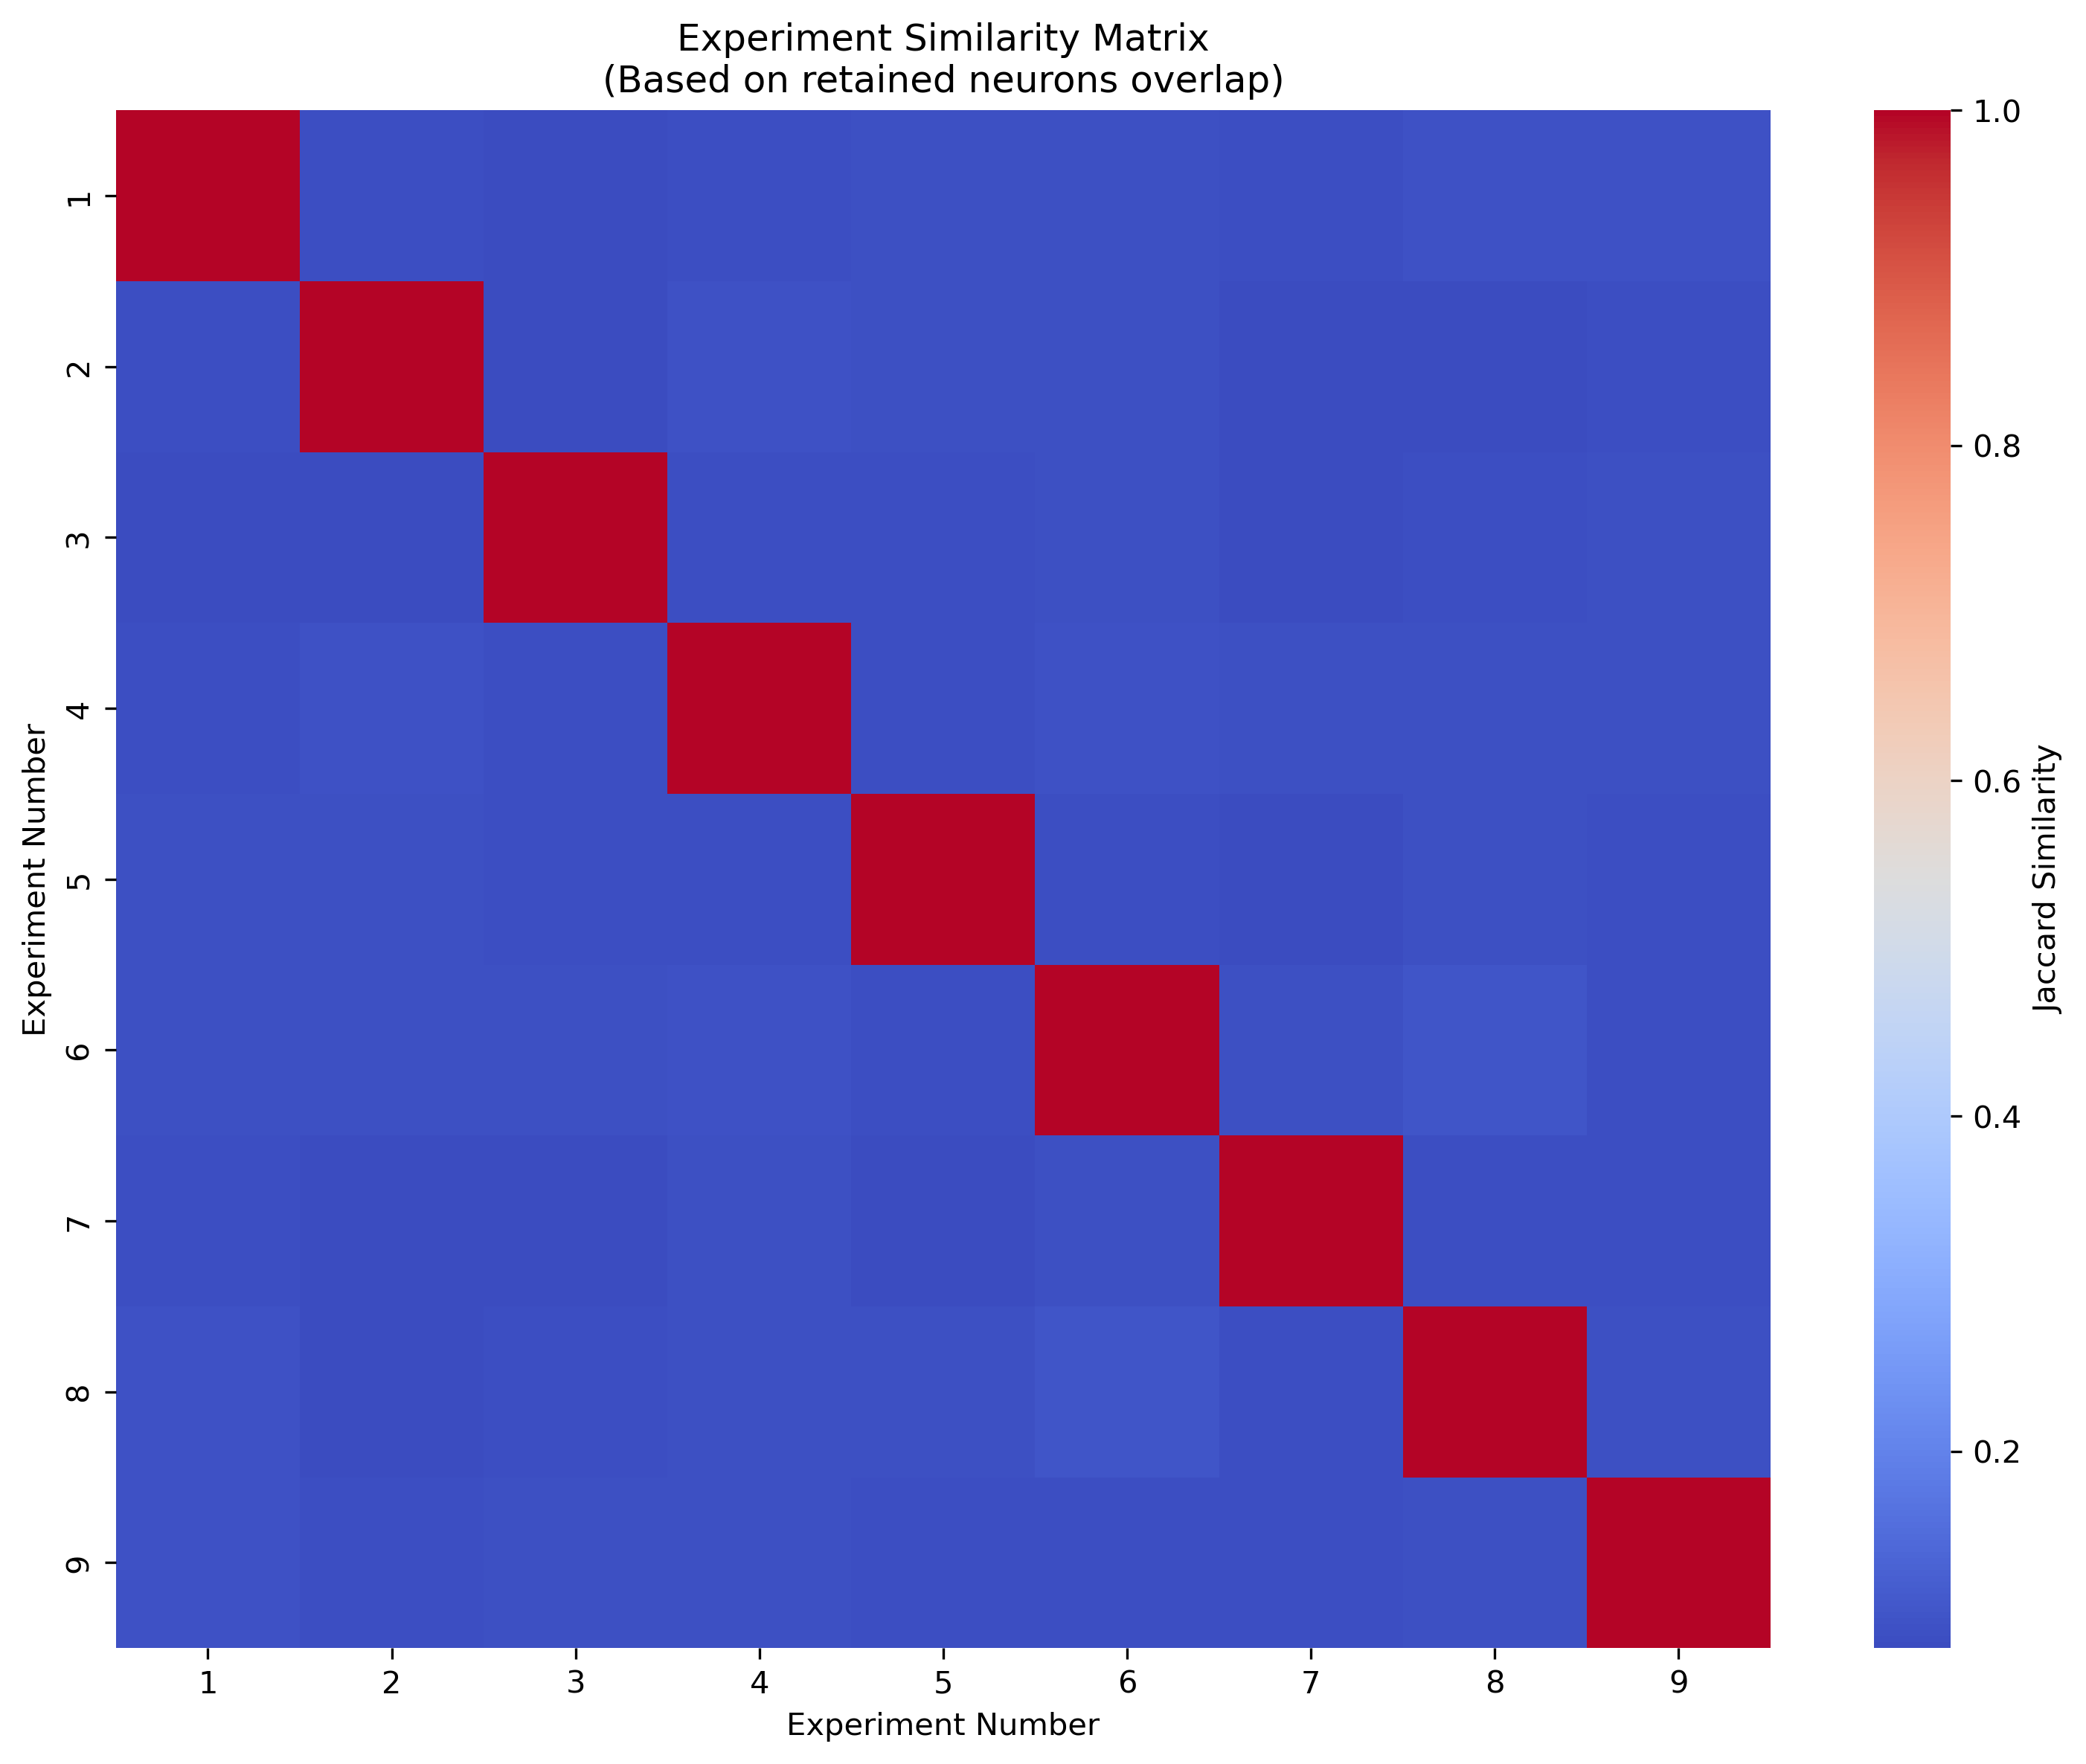 Experiment Similarity Matrix
(Based on retained neurons overlap)
Experiment Number
1
2
3
4
5
6
7
8
9
1 2 3 4 5 6 7 8 9
Experiment Number
1.0
0.8
0.6
0.4
0.2
Jaccard Similarity